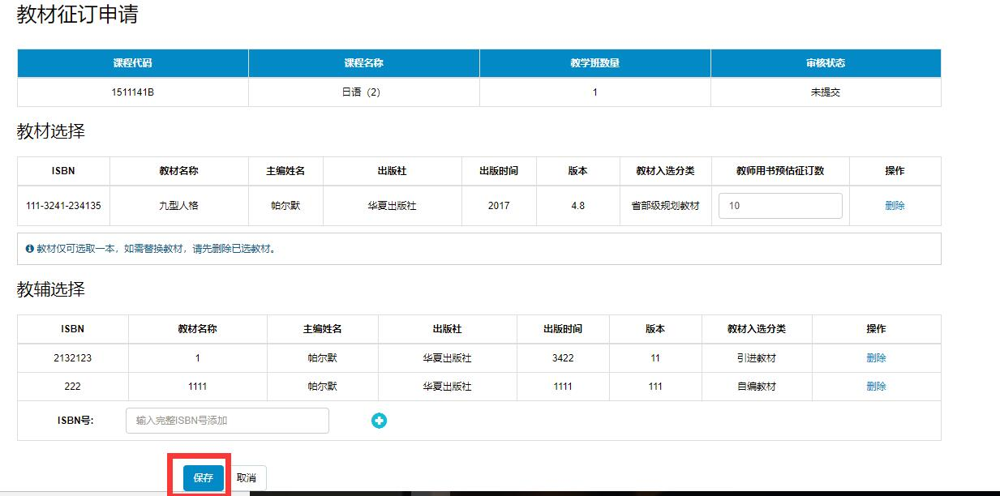 教材征订申请
课程代码 课程名称 教学班数量 审核状态
1511141B 日语（2） 1 未提交
教材选择
ISBN 教材名称 主编姓名 出版社 出版时间 版本 教材入选分类 教师用书预估征订数 操作
111-3241-234135 九型人格 帕尔默 华夏出版社 2017 4.8 省部级规划教材 10 删除
教材仅可选取一本，如需替换教材，请先删除已选教材。
教辅选择
ISBN 教材名称 主编姓名 出版社 出版时间 版本 教材入选分类 操作
2132123 1 帕尔默 华夏出版社 3422 11 引进教材 删除
222 1111 帕尔默 华夏出版社 1111 111 自编教材 删除
ISBN号: 输入完整ISBN号添加
保存 取消